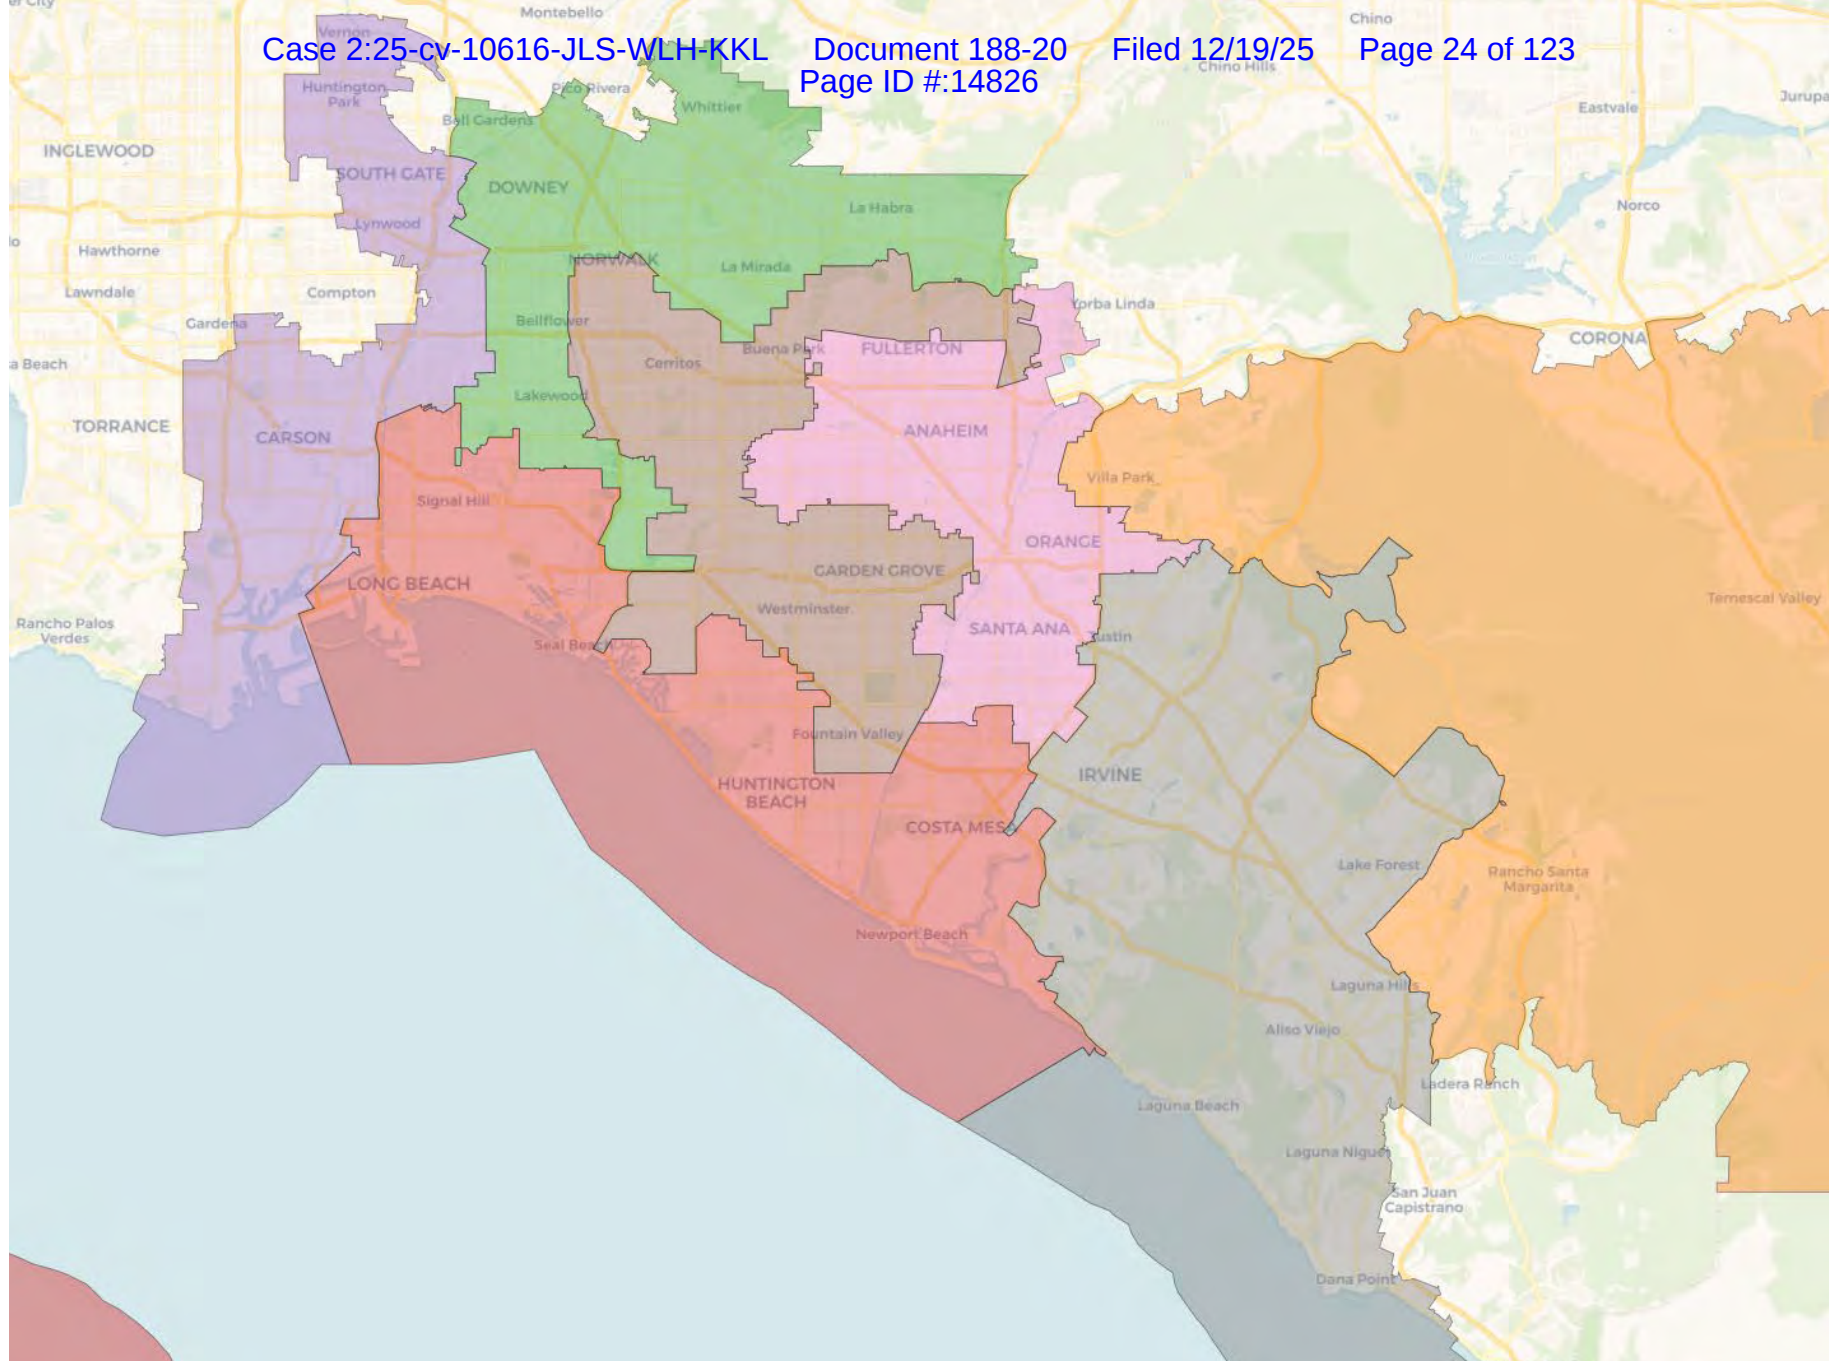 er City
Montebello
Chino
Vernon
Case 2:25-cv-10616-JLS-WLH-KKL Document 188-20 Filed 12/19/25 Page 24 of 123
Page ID #:14826
Chino Hills
Huntington
Park
Pico Rivera
Whittier
Eastvale
Jurupa
Bell Gardens
INGLEWOOD
SOUTH GATE
DOWNEY
La Habra
Norco
Lynwood
Hawthorne
NORWALK
La Mirada
Lawndale
Compton
Yorba Linda
Gardena
Bellflower
Buena Park
FULLERTON
CORONA
a Beach
Cerritos
Lakewood
TORRANCE
CARSON
ANAHEIM
Villa Park
Signal Hill
ORANGE
LONG BEACH
GARDEN GROVE
Westminster
Temescal Valley
Rancho Palos
Verdes
SANTA ANA
Tustin
Seal Beach
Fountain Valley
IRVINE
HUNTINGTON
BEACH
COSTA MESA
Lake Forest
Rancho Santa
Margarita
Newport Beach
Laguna Hills
Aliso Viejo
Ladera Ranch
Laguna Beach
Laguna Niguel
San Juan
Capistrano
Dana Point